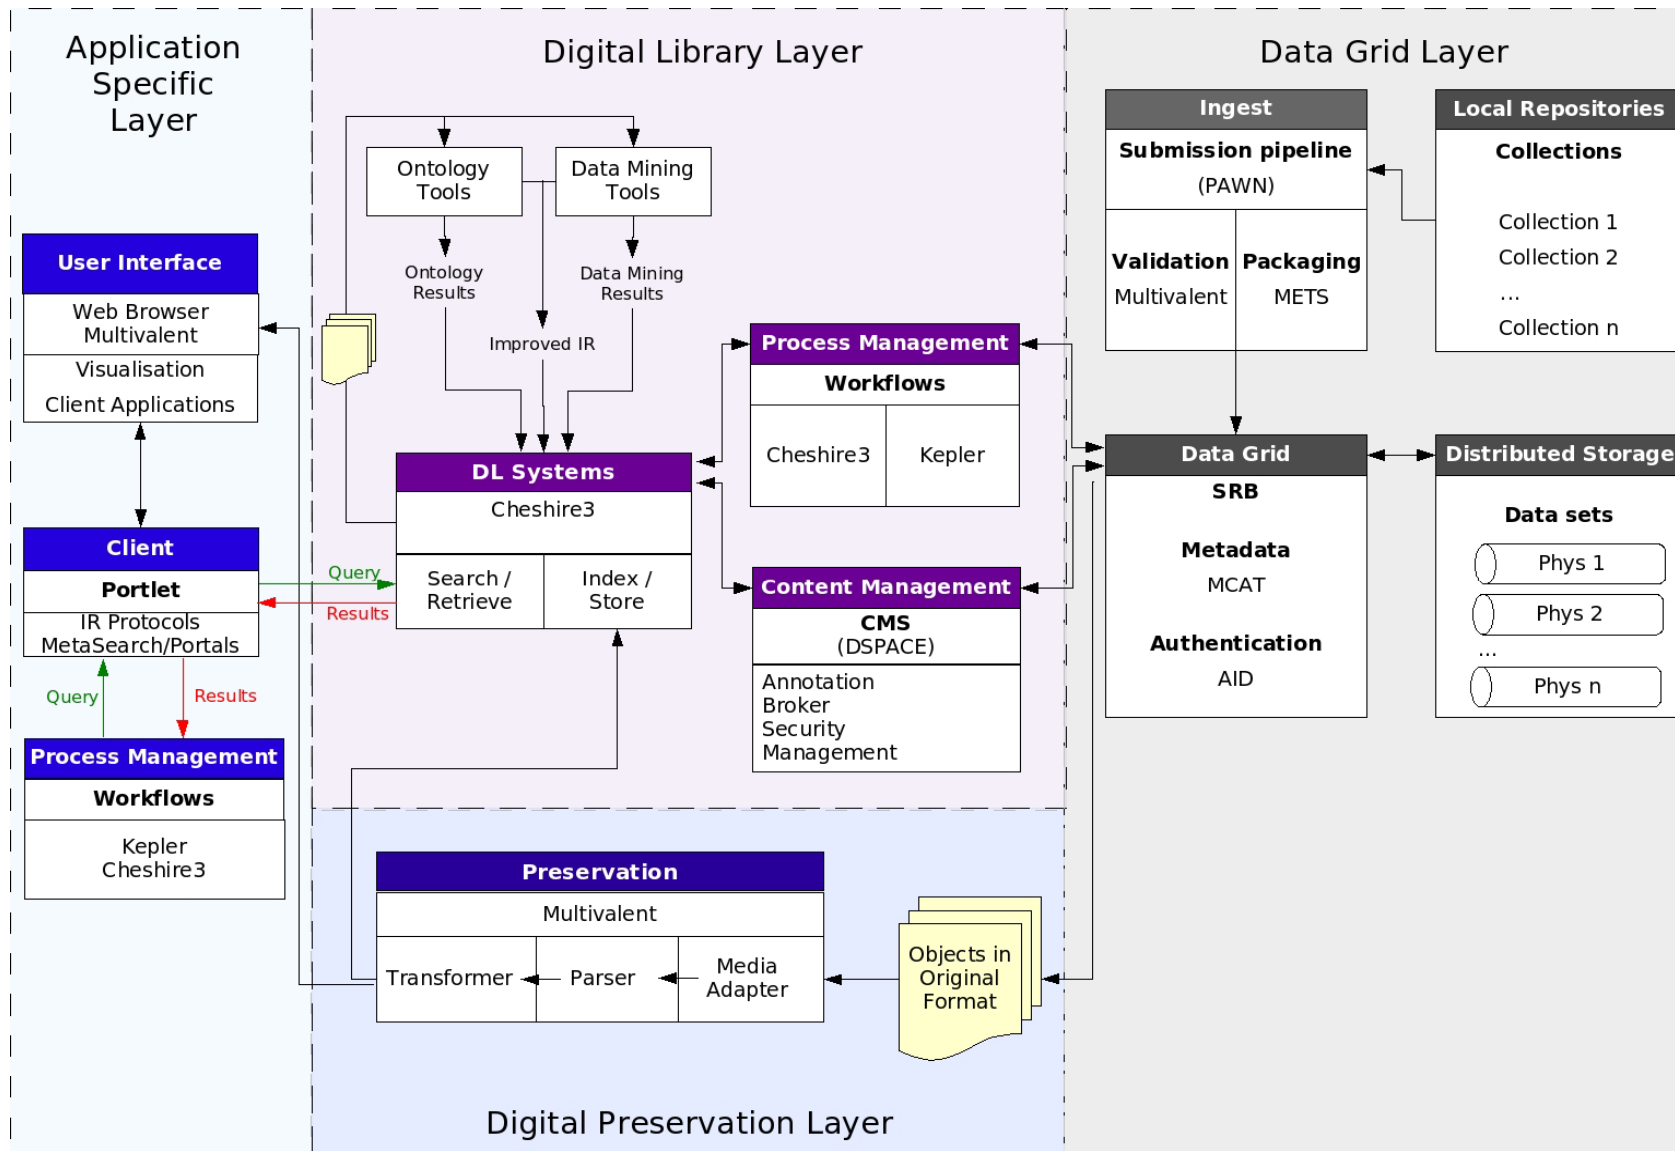 Application
Specific
Layer
User Interface
Web Browser
Multivalent
Visualisation
Client Applications
Client
Portlet
IR Protocols
MetaSearch/Portals
Query
Results
Process Management
Workflows
Kepler
Cheshire3
Digital Library Layer
Ontology
Tools
Data Mining
Tools
Ontology
Results
Data Mining
Results
Improved IR
DL Systems
Cheshire3
Search /
Retrieve
Index /
Store
Query
Results
Process Management
Workflows
Cheshire3
Kepler
Content Management
CMS
(DSPACE)
Annotation
Broker
Security
Management
Preservation
Multivalent
Transformer
Parser
Media
Adapter
Objects in
Original
Format
Digital Preservation Layer
Data Grid Layer
Ingest
Submission pipeline
(PAWN)
Validation
Multivalent
Packaging
METS
Local Repositories
Collections
Collection 1
Collection 2
...
Collection n
Data Grid
SRB
Metadata
MCAT
Authentication
AID
Distributed Storage
Data sets
Phys 1
Phys 2
...
Phys n